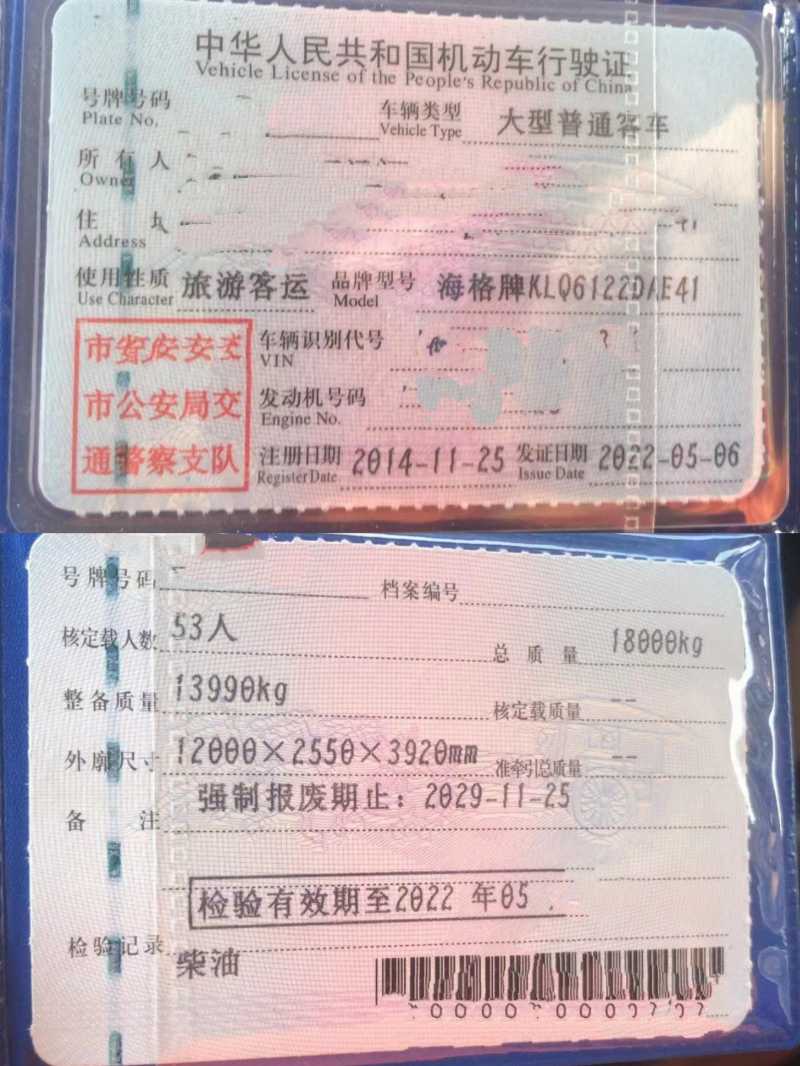 中华人民共和国机动车行驶证
Vehicle License of the People's Republic of China
号牌号码 车辆类型 大型普通客车
Plate No. Vehicle Type
所有人
Owner
住
Address
使用性质 旅游客运 品牌型号 海格牌KLQ6122DAE41
Use Character Model
车辆识别代号
VIN
市公安局交
通警察支队
发动机号码
Engine No.
注册日期 2014-11-25 发证日期 2022-05-06
Register Date Issue Date
号牌号码 档案编号
核定载人数 53人 总质量 18000kg
整备质量 13990kg 核定载质量 --
外廓尺寸 12000×2550×3920mm 准牵引总质量 --
强制报废期止：2029-11-25
备注
检验有效期至2022 年05
检验记录
柴油